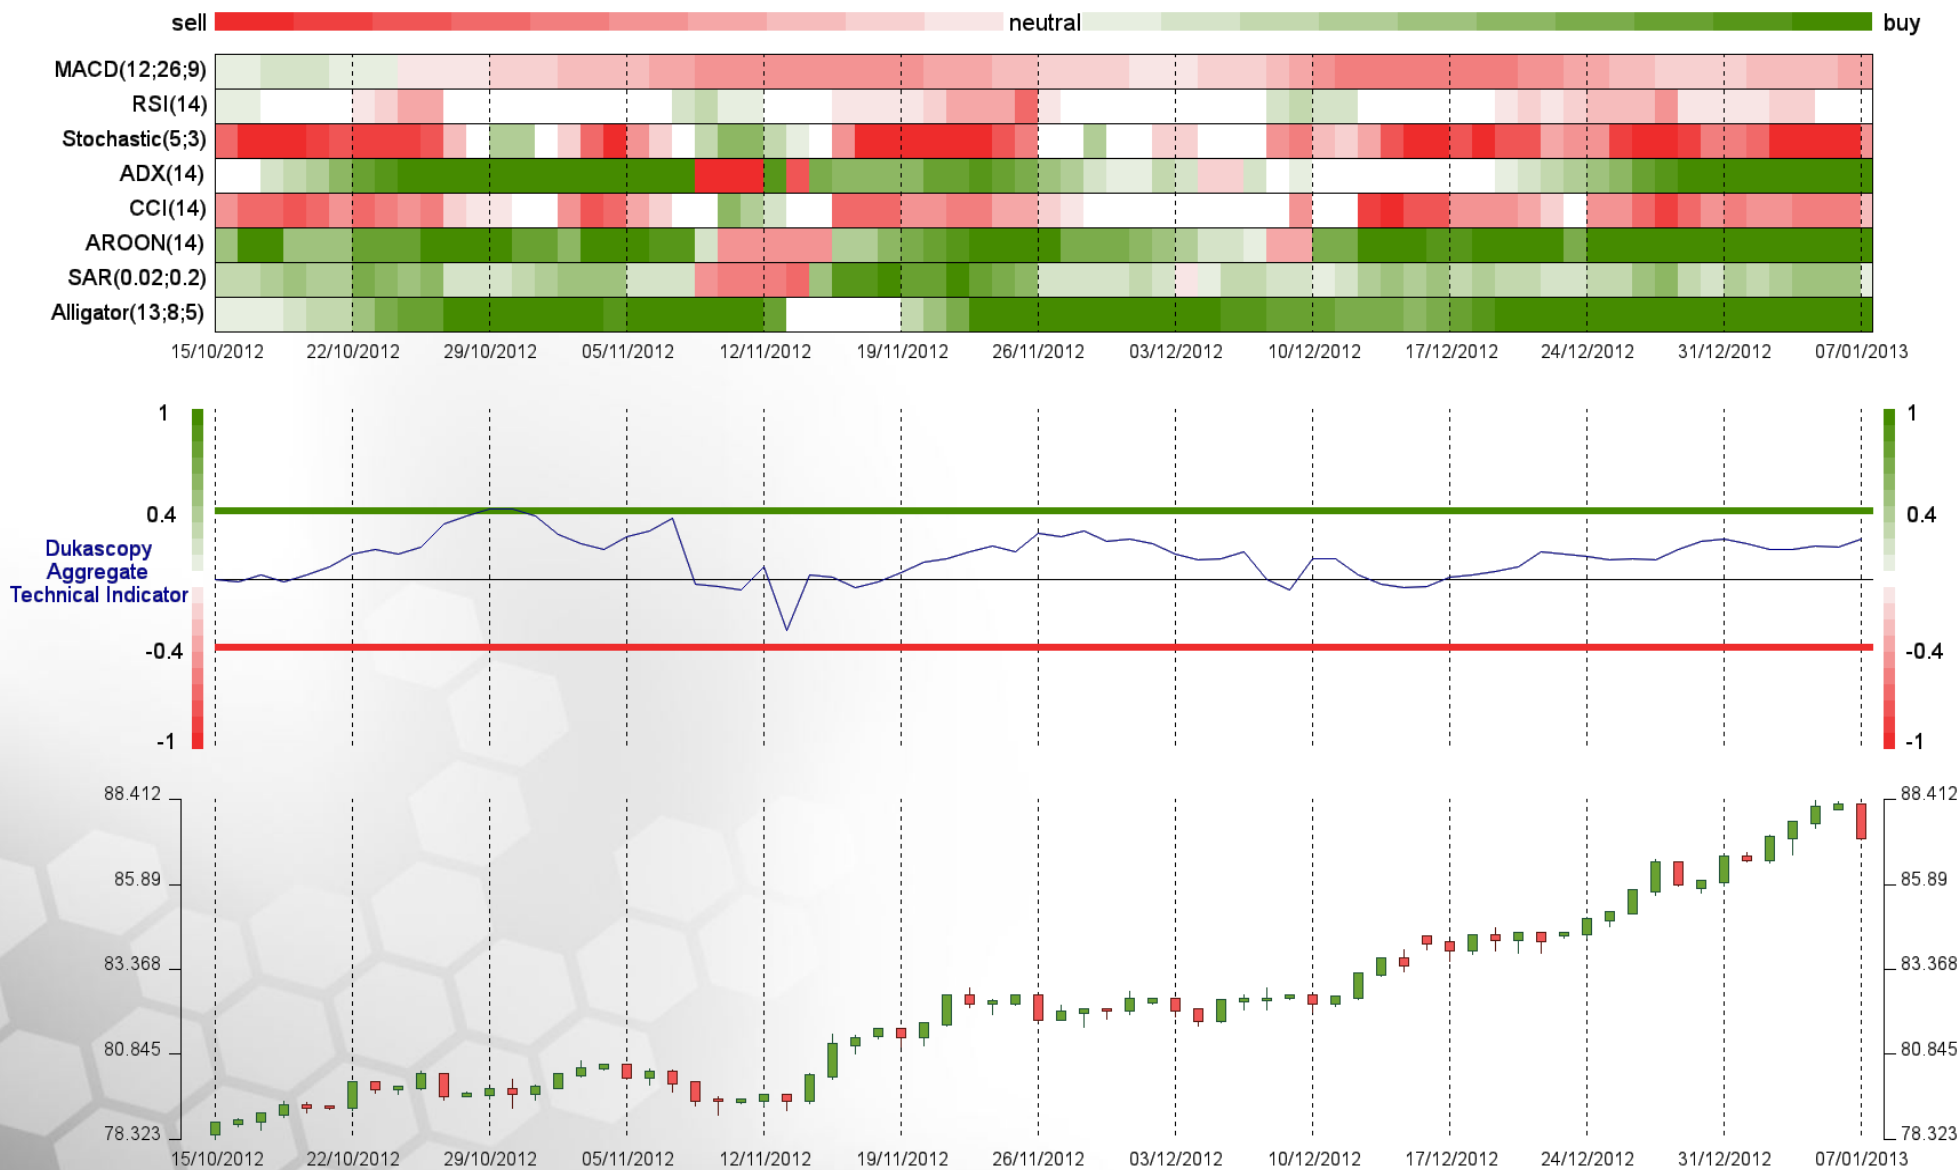 sell neutral buy
MACD(12;26;9)
RSI(14)
Stochastic(5;3)
ADX(14)
CCI(14)
AROON(14)
SAR(0.02;0.2)
Alligator(13;8;5)
15/10/2012 22/10/2012 29/10/2012 05/11/2012 12/11/2012 19/11/2012 26/11/2012 03/12/2012 10/12/2012 17/12/2012 24/12/2012 31/12/2012 07/01/2013
1 1
0.4 0.4
Dukascopy
Aggregate
Technical Indicator
-0.4 -0.4
-1 -1
88.412 88.412
85.89 85.89
83.368 83.368
80.845 80.845
78.323 78.323
15/10/2012 22/10/2012 29/10/2012 05/11/2012 12/11/2012 19/11/2012 26/11/2012 03/12/2012 10/12/2012 17/12/2012 24/12/2012 31/12/2012 07/01/2013